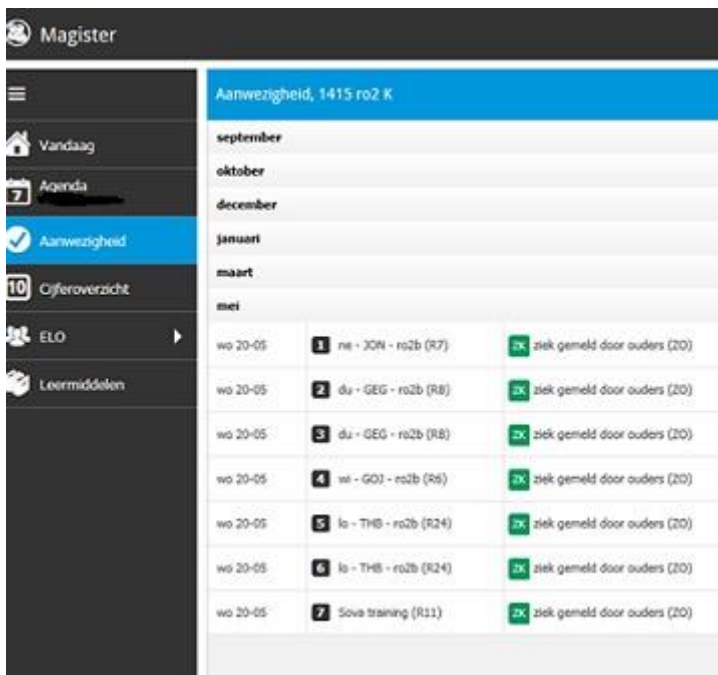 Magister
Aanwezigheid, 1415 ro2 K
Vandaag
7 Agenda
Aanwezigheid
10 Cijferoverzicht
ELO
Leermiddelen
september
oktober
december
januari
maart
mei
wo 20-05 1 ne - JON - ro2b (R7) ZK ziek gemeld door ouders (ZO)
wo 20-05 2 du - GEG - ro2b (R8) ZK ziek gemeld door ouders (ZO)
wo 20-05 3 du - GEG - ro2b (R8) ZK ziek gemeld door ouders (ZO)
wo 20-05 4 wi - GOJ - ro2b (R6) ZK ziek gemeld door ouders (ZO)
wo 20-05 5 lo - THB - ro2b (R24) ZK ziek gemeld door ouders (ZO)
wo 20-05 6 lo - THB - ro2b (R24) ZK ziek gemeld door ouders (ZO)
wo 20-05 7 Sova training (R11) ZK ziek gemeld door ouders (ZO)